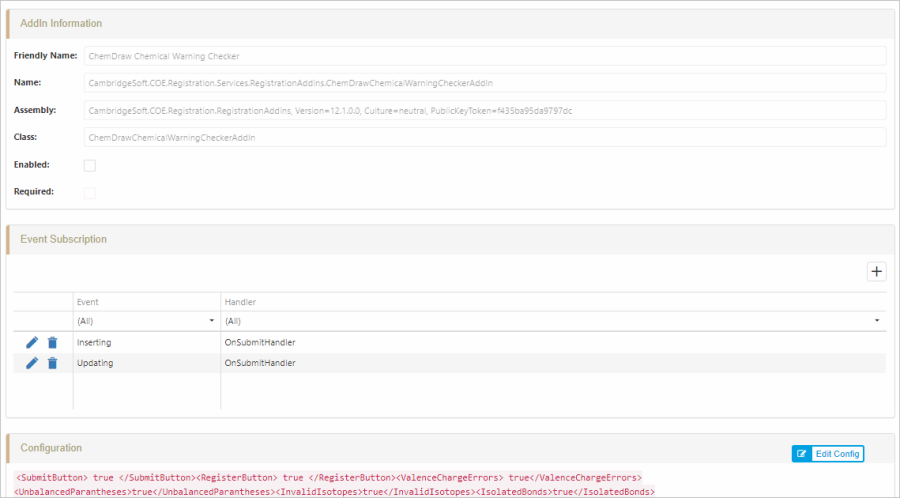 AddIn Information
Friendly Name: ChemDraw Chemical Warning Checker
Name: CambridgeSoft.COE.Registration.Services.RegistrationAddins.ChemDrawChemicalWarningCheckerAddIn
Assembly: CambridgeSoft.COE.Registration.RegistrationAddins, Version=12.1.0.0, Culture=neutral, PublicKeyToken=f435ba95da9797dc
Class: ChemDrawChemicalWarningCheckerAddIn
Enabled:
Required:
Event Subscription
Event Handler
(All) (All)
Inserting OnSubmitHandler
Updating OnSubmitHandler
Configuration
Edit Config
<SubmitButton> true </SubmitButton><RegisterButton> true </RegisterButton><ValenceChargeErrors> true</ValenceChargeErrors>
<UnbalancedParantheses>true</UnbalancedParantheses><InvalidIsotopes>true</InvalidIsotopes><IsolatedBonds>true</IsolatedBonds>